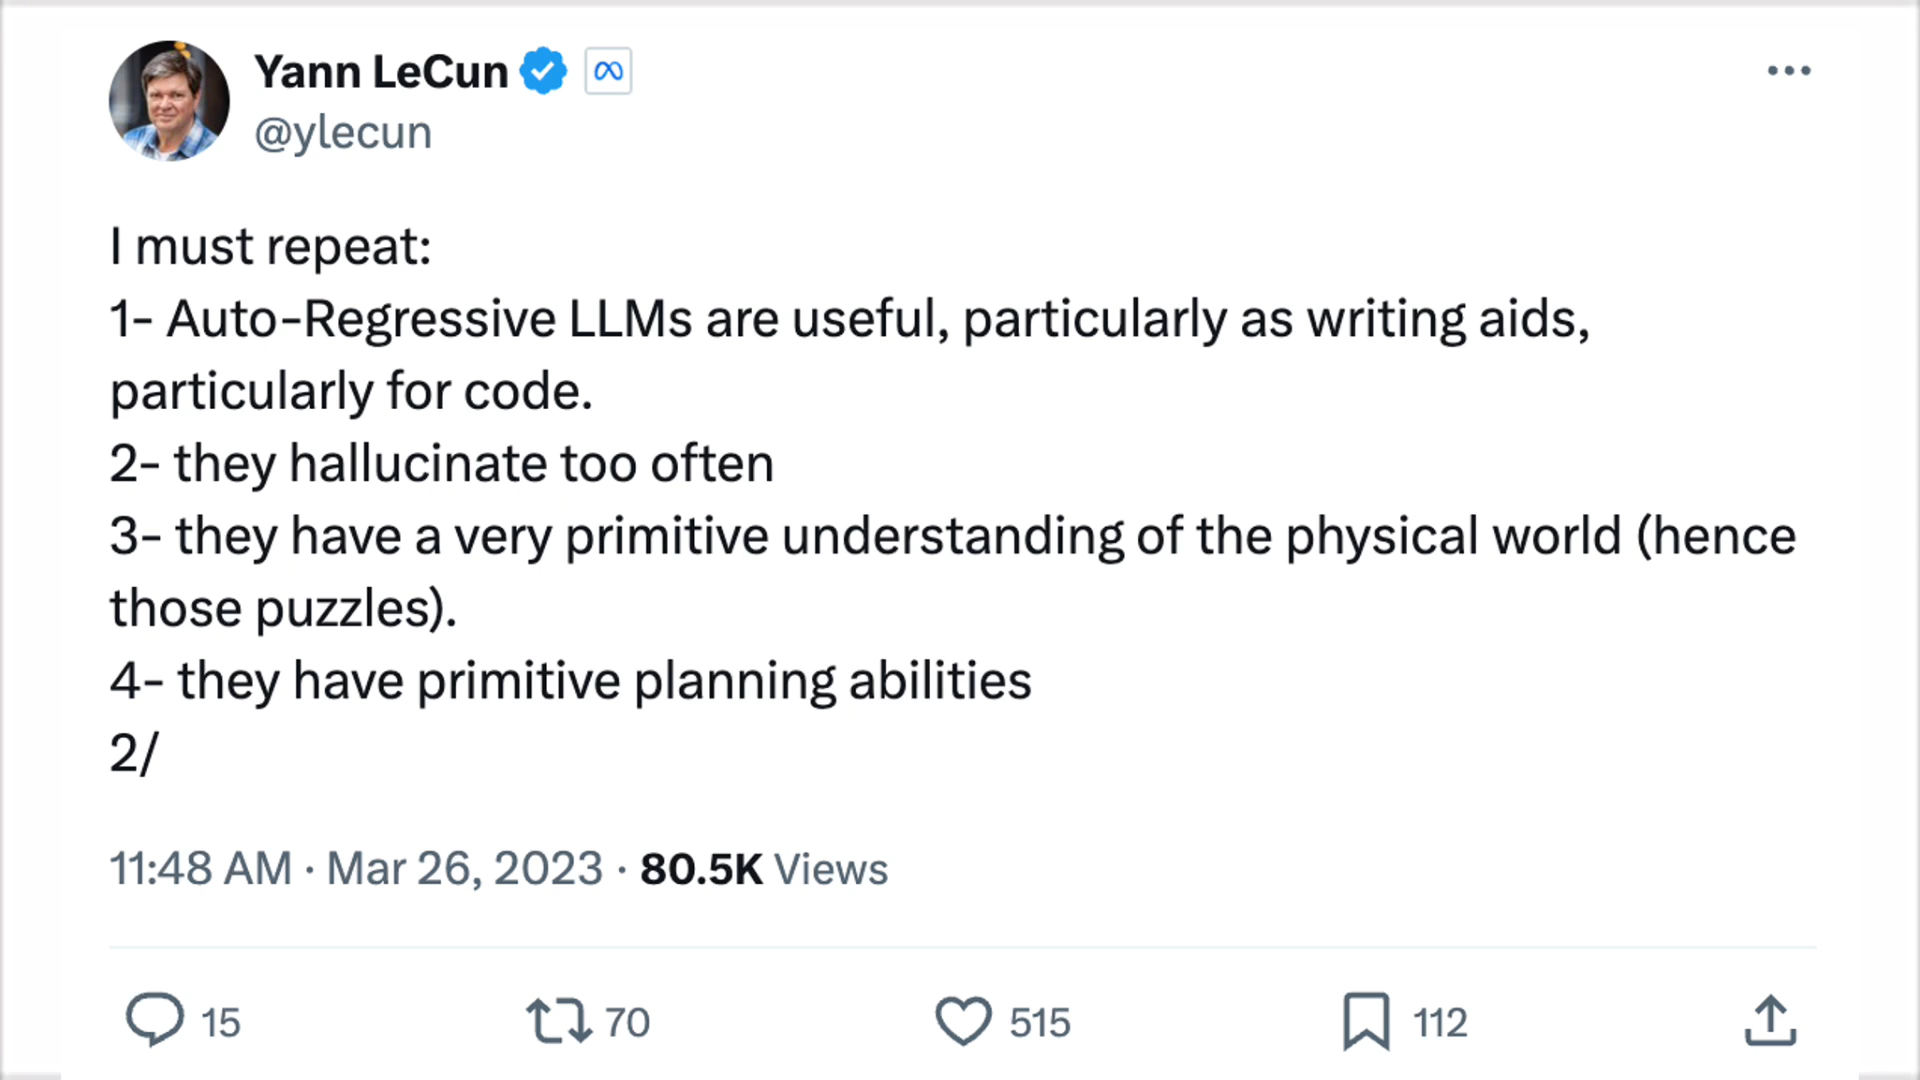 Yann LeCun
@ylecun
I must repeat:
1- Auto-Regressive LLMs are useful, particularly as writing aids,
particularly for code.
2- they hallucinate too often
3- they have a very primitive understanding of the physical world (hence
those puzzles).
4- they have primitive planning abilities
2/
11:48 AM · Mar 26, 2023 · 80.5K Views
15 70 515 112